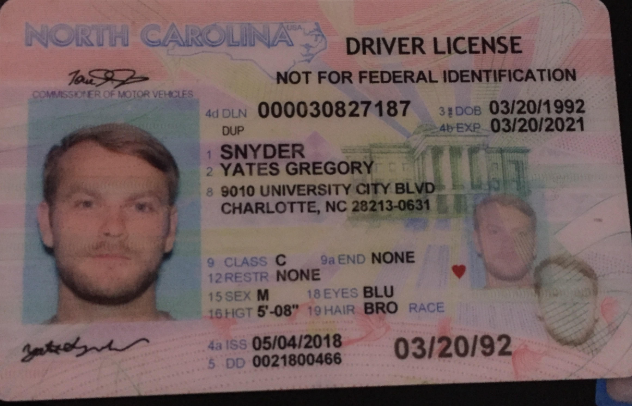 NORTH CAROLINA USA DRIVER LICENSE
NOT FOR FEDERAL IDENTIFICATION
COMMISSIONER OF MOTOR VEHICLES
4d DLN 000030827187 3 DOB 03/20/1992
DUP 4b EXP 03/20/2021
1 SNYDER
2 YATES GREGORY
8 9010 UNIVERSITY CITY BLVD
CHARLOTTE, NC 28213-0631
9 CLASS C 9a END NONE
12 RESTR NONE
15 SEX M 18 EYES BLU
16 HGT 5'-08" 19 HAIR BRO RACE
4a ISS 05/04/2018 03/20/92
5 DD 0021800466